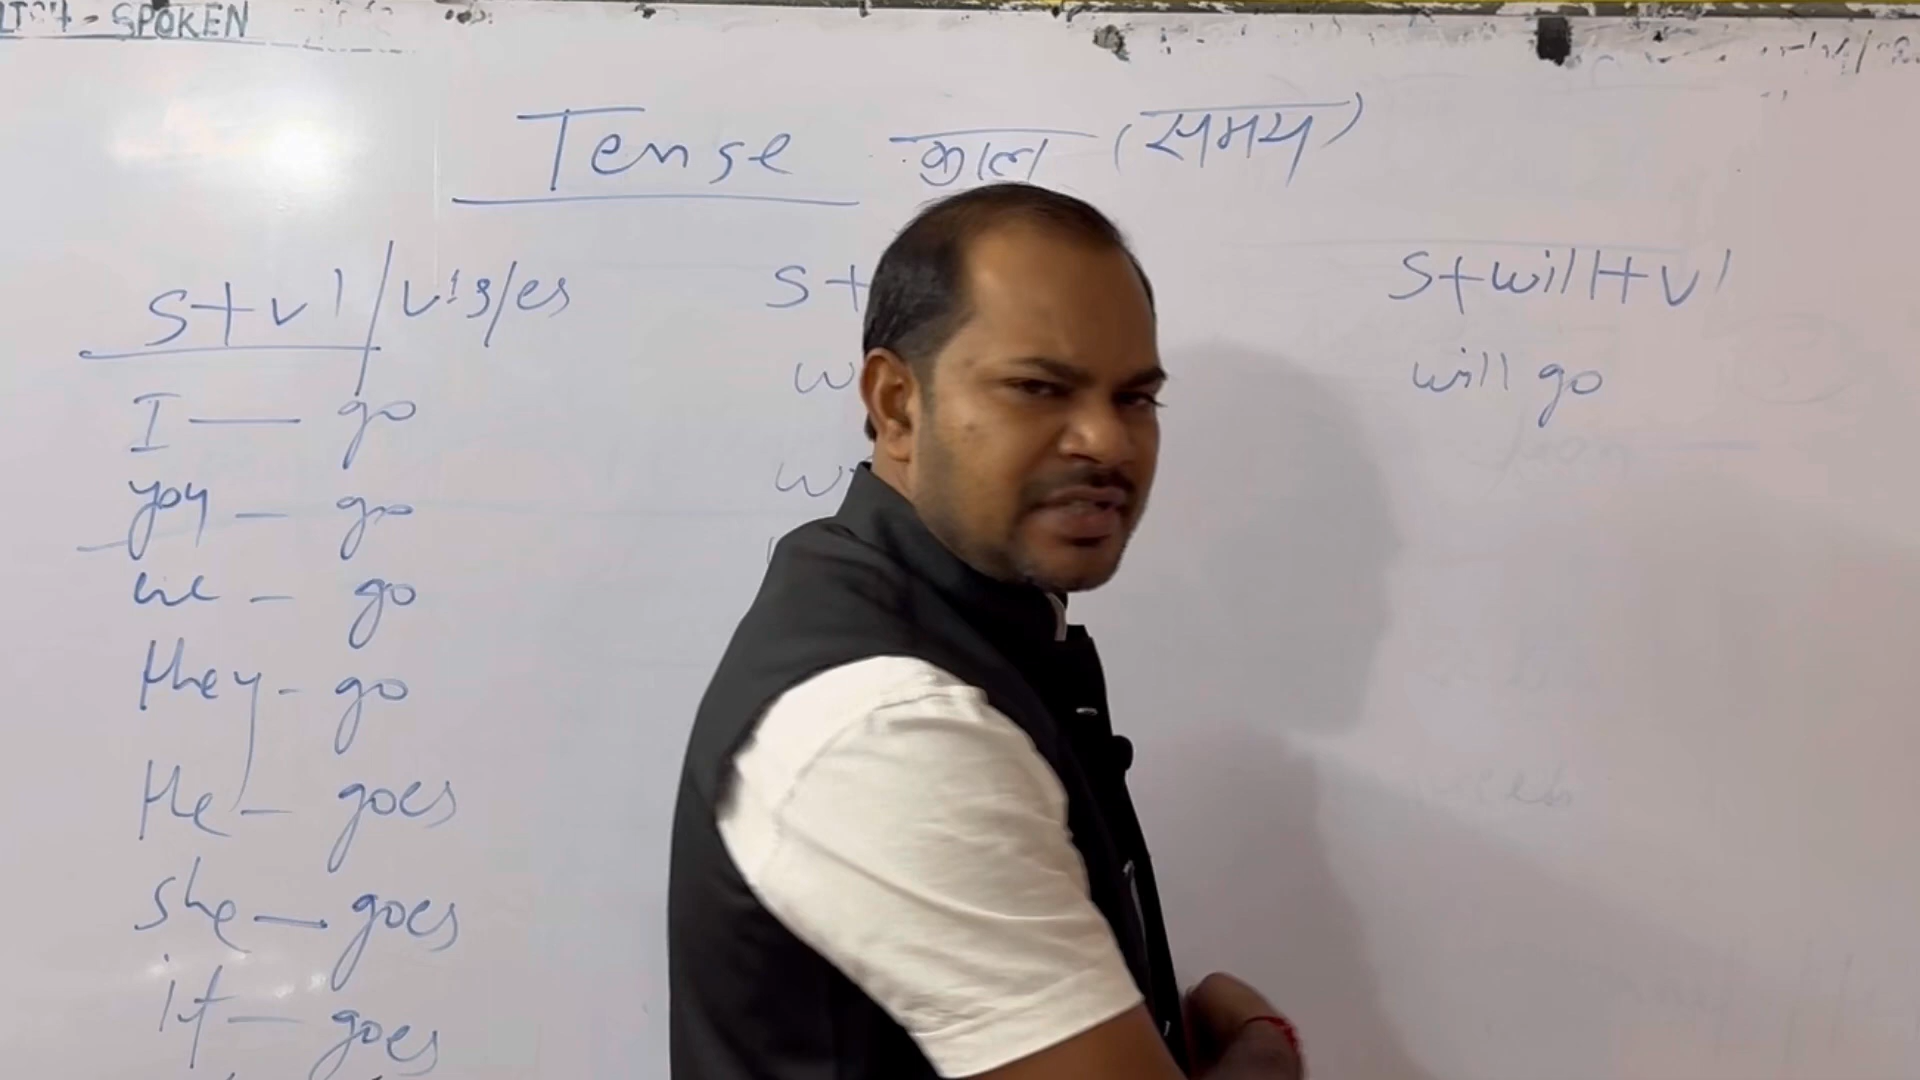 SPOKEN
Tense काल (समय)
S+v1/v1s/es
I — go
you — go
we — go
they - go
He — goes
she — goes
it — goes
S+
w
w
S+will+v1
will go